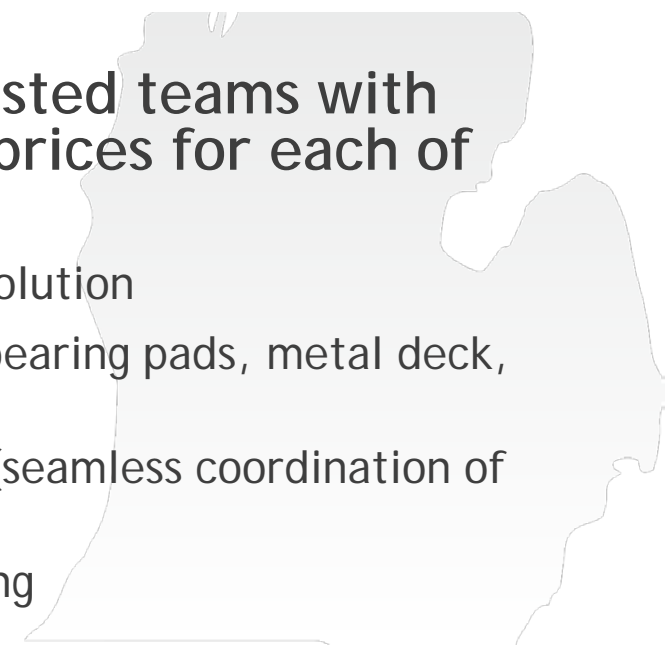 sted teams with
prices for each of
olution
bearing pads, metal deck,
(seamless coordination of
ng